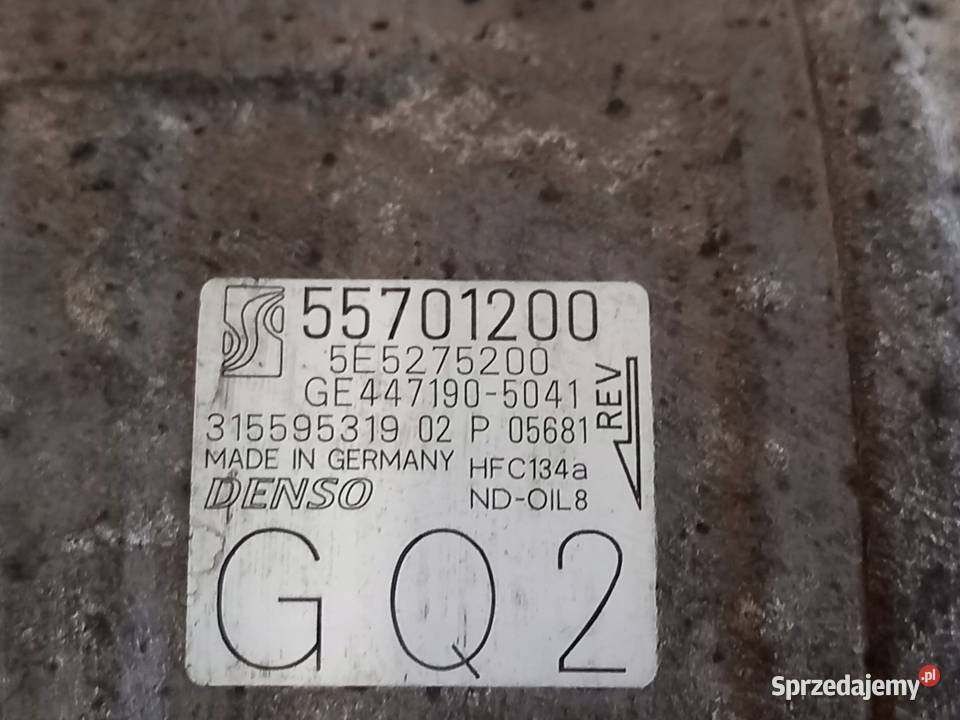 55701200
5E5275200
GE447190-5041
315595319 02 P 05681
REV
MADE IN GERMANY
HFC134a
DENSO
ND-OIL8
GQ2
Sprzedajemy.pl